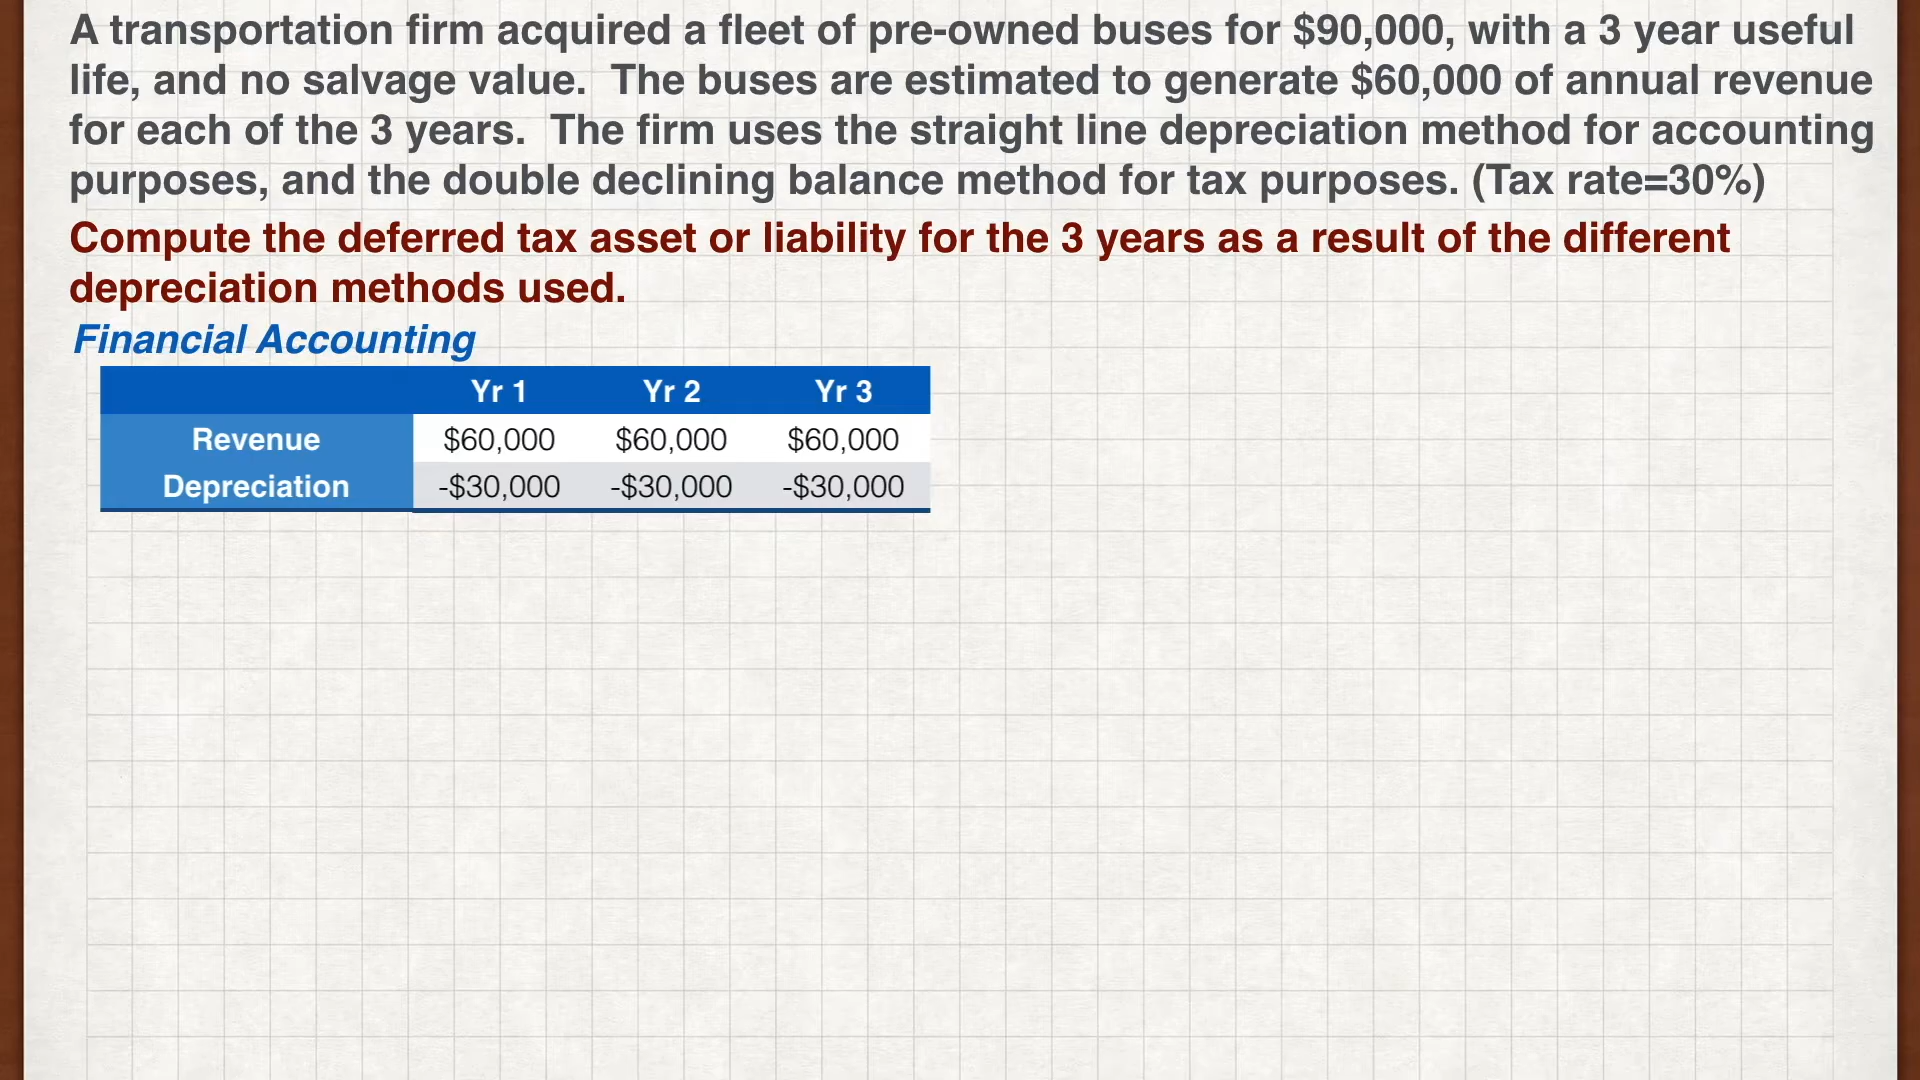 A transportation firm acquired a fleet of pre-owned buses for $90,000, with a 3 year useful
life, and no salvage value.  The buses are estimated to generate $60,000 of annual revenue
for each of the 3 years.  The firm uses the straight line depreciation method for accounting
purposes, and the double declining balance method for tax purposes. (Tax rate=30%)
Compute the deferred tax asset or liability for the 3 years as a result of the different
depreciation methods used.
Financial Accounting
Yr 1 Yr 2 Yr 3
Revenue $60,000 $60,000 $60,000
Depreciation -$30,000 -$30,000 -$30,000